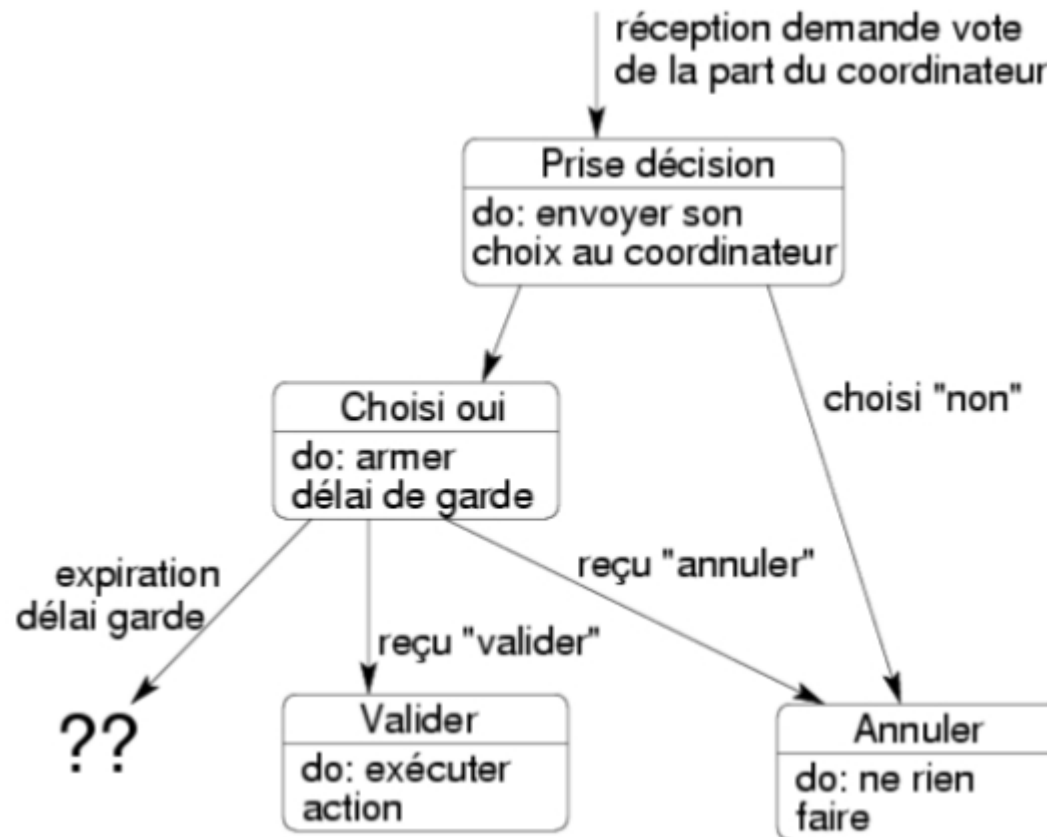 réception demande vote
de la part du coordinateur
Prise décision
do: envoyer son
choix au coordinateur
Choisi oui
do: armer
délai de garde
choisi "non"
expiration
délai garde
reçu "valider"
reçu "annuler"
??
Valider
do: exécuter
action
Annuler
do: ne rien
faire